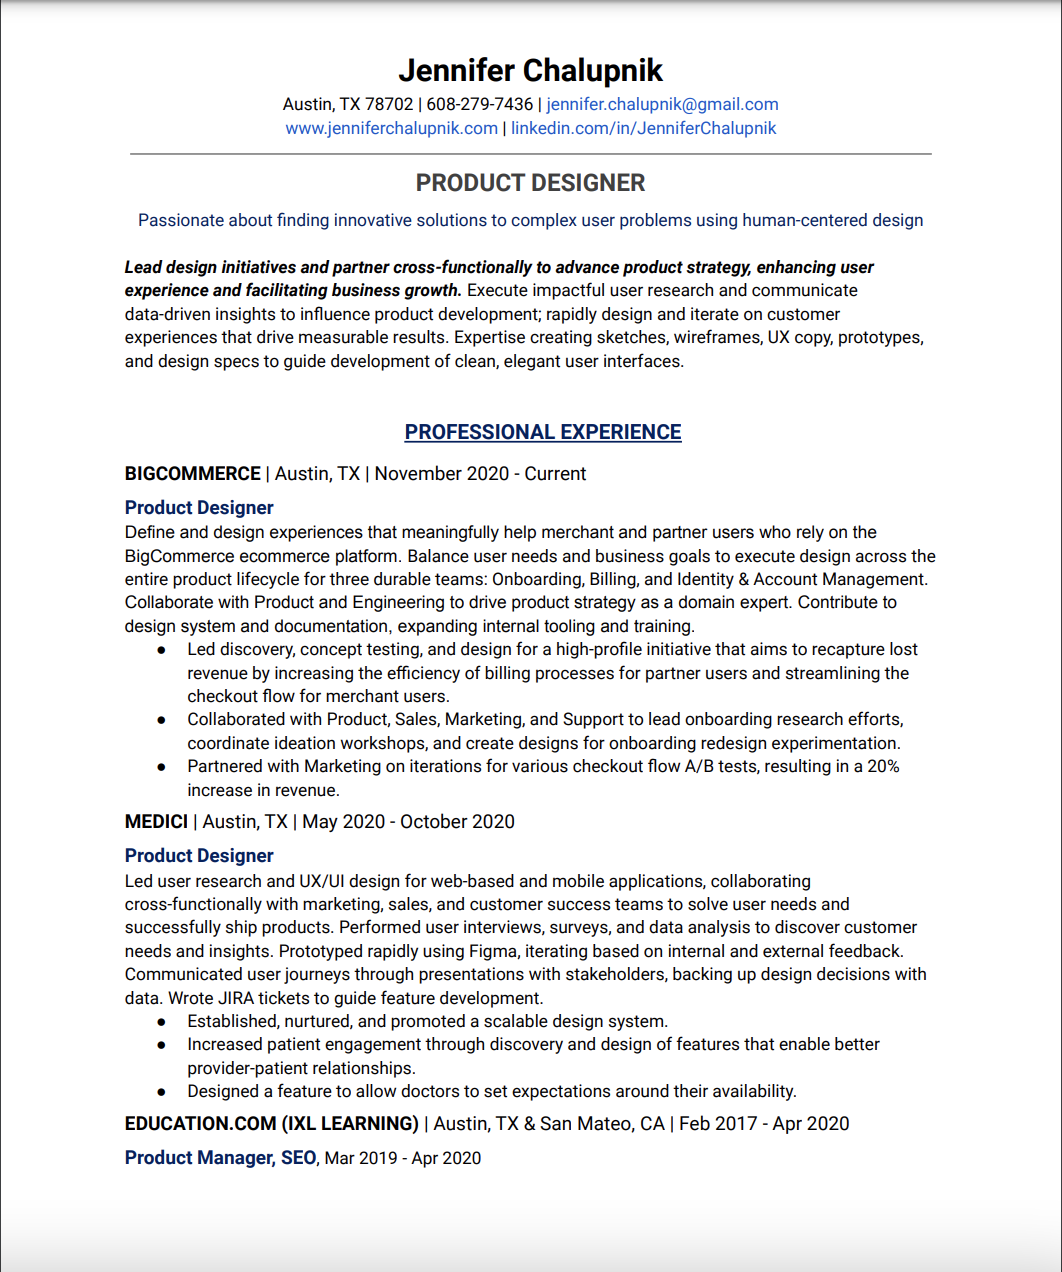 Jennifer Chalupnik
Austin, TX 78702 | 608-279-7436 | jennifer.chalupnik@gmail.com
www.jenniferchalupnik.com | linkedin.com/in/JenniferChalupnik
PRODUCT DESIGNER
Passionate about finding innovative solutions to complex user problems using human-centered design
Lead design initiatives and partner cross-functionally to advance product strategy, enhancing user
experience and facilitating business growth. Execute impactful user research and communicate
data-driven insights to influence product development; rapidly design and iterate on customer
experiences that drive measurable results. Expertise creating sketches, wireframes, UX copy, prototypes,
and design specs to guide development of clean, elegant user interfaces.
PROFESSIONAL EXPERIENCE
BIGCOMMERCE | Austin, TX | November 2020 - Current
Product Designer
Define and design experiences that meaningfully help merchant and partner users who rely on the
BigCommerce ecommerce platform. Balance user needs and business goals to execute design across the
entire product lifecycle for three durable teams: Onboarding, Billing, and Identity & Account Management.
Collaborate with Product and Engineering to drive product strategy as a domain expert. Contribute to
design system and documentation, expanding internal tooling and training.
● Led discovery, concept testing, and design for a high-profile initiative that aims to recapture lost
revenue by increasing the efficiency of billing processes for partner users and streamlining the
checkout flow for merchant users.
● Collaborated with Product, Sales, Marketing, and Support to lead onboarding research efforts,
coordinate ideation workshops, and create designs for onboarding redesign experimentation.
● Partnered with Marketing on iterations for various checkout flow A/B tests, resulting in a 20%
increase in revenue.
MEDICI | Austin, TX | May 2020 - October 2020
Product Designer
Led user research and UX/UI design for web-based and mobile applications, collaborating
cross-functionally with marketing, sales, and customer success teams to solve user needs and
successfully ship products. Performed user interviews, surveys, and data analysis to discover customer
needs and insights. Prototyped rapidly using Figma, iterating based on internal and external feedback.
Communicated user journeys through presentations with stakeholders, backing up design decisions with
data. Wrote JIRA tickets to guide feature development.
● Established, nurtured, and promoted a scalable design system.
● Increased patient engagement through discovery and design of features that enable better
provider-patient relationships.
● Designed a feature to allow doctors to set expectations around their availability.
EDUCATION.COM (IXL LEARNING) | Austin, TX & San Mateo, CA | Feb 2017 - Apr 2020
Product Manager, SEO, Mar 2019 - Apr 2020